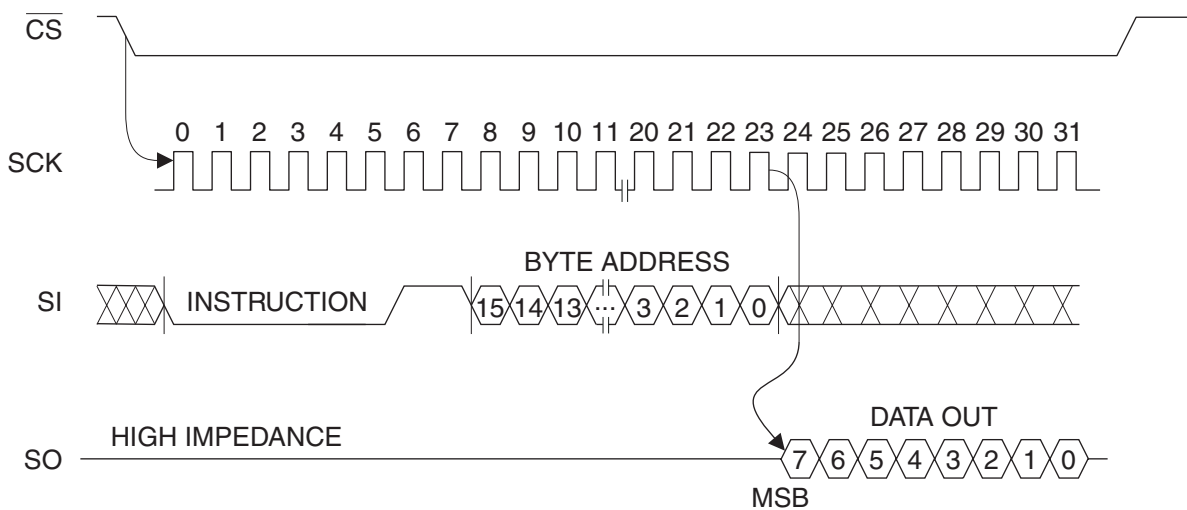 CS
0 1 2 3 4 5 6 7 8 9 10 11 20 21 22 23 24 25 26 27 28 29 30 31
SCK
BYTE ADDRESS
SI INSTRUCTION 15 14 13 ... 3 2 1 0
DATA OUT
HIGH IMPEDANCE
SO 7 6 5 4 3 2 1 0
MSB